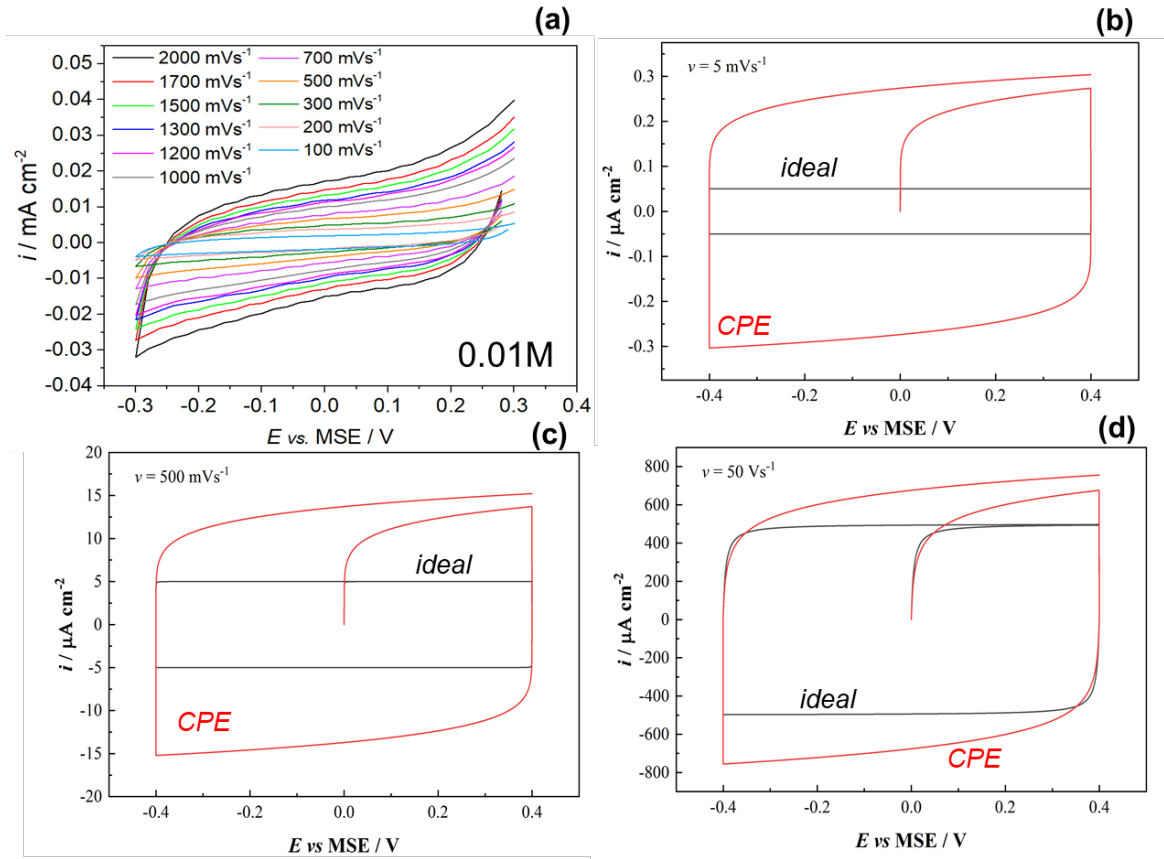 (a)
2000 mVs⁻¹
1700 mVs⁻¹
1500 mVs⁻¹
1300 mVs⁻¹
1200 mVs⁻¹
1000 mVs⁻¹
700 mVs⁻¹
500 mVs⁻¹
300 mVs⁻¹
200 mVs⁻¹
100 mVs⁻¹
0.05
0.04
0.03
0.02
0.01
0.00
-0.01
-0.02
-0.03
-0.04
i / mA cm⁻²
0.01M
-0.3 -0.2 -0.1 0.0 0.1 0.2 0.3 0.4
E vs. MSE / V
(b)
v = 5 mVs⁻¹
0.3
0.2
0.1
0.0
-0.1
-0.3
i / µA cm⁻²
ideal
CPE
-0.4 -0.2 0.0 0.2 0.4
E vs MSE / V
(c)
v = 500 mVs⁻¹
20
15
10
5
0
-5
-10
-15
-20
i / µA cm⁻²
ideal
CPE
-0.4 -0.2 0.0 0.2 0.4
E vs MSE / V
(d)
v = 50 Vs⁻¹
800
600
400
200
0
-200
-400
-600
-800
i / µA cm⁻²
ideal
CPE
-0.4 -0.2 0.0 0.2 0.4
E vs MSE / V